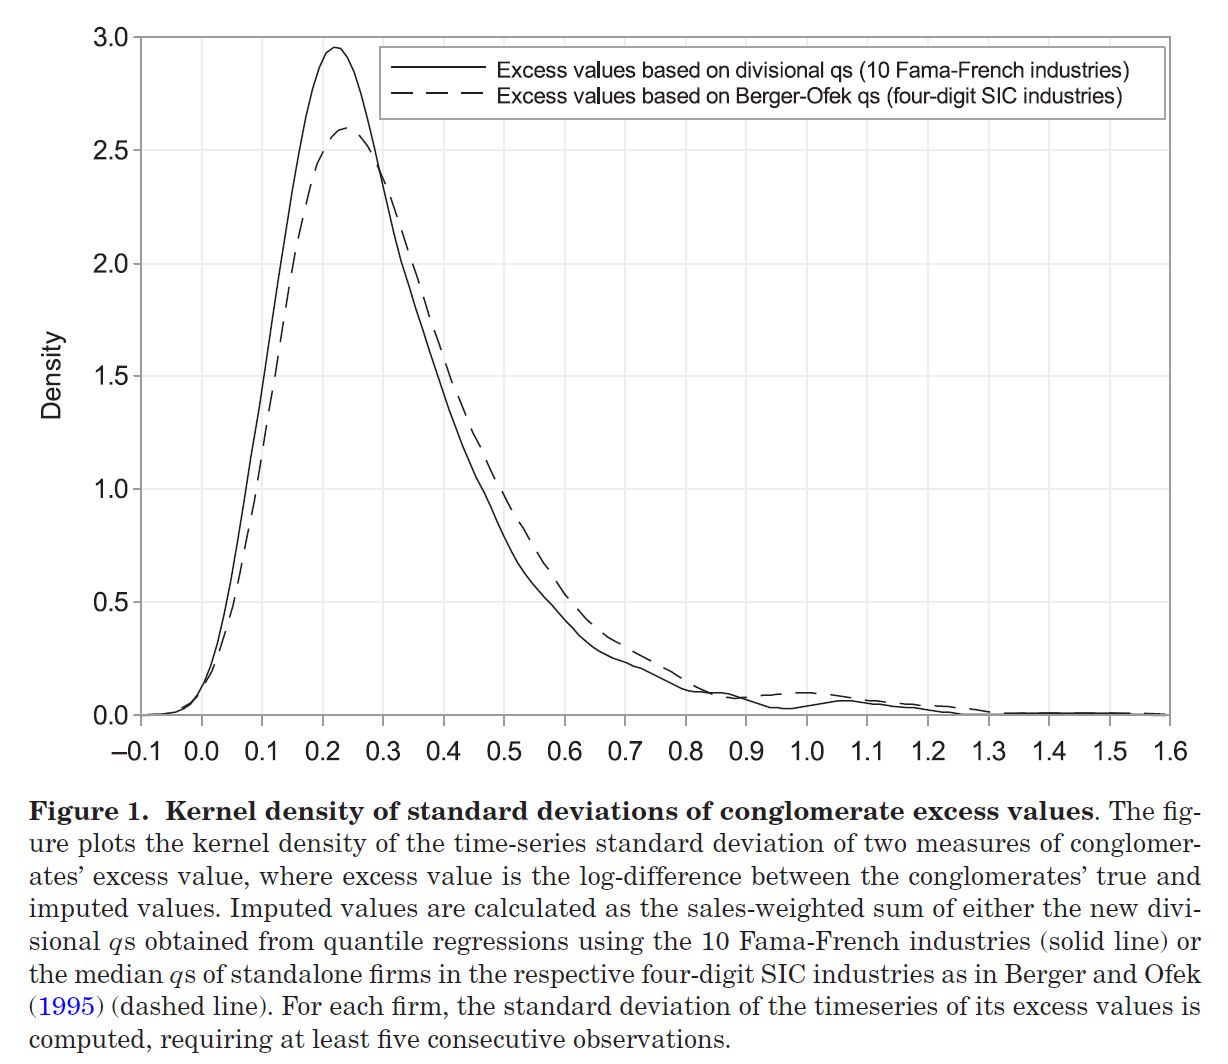 3.0
2.5
2.0
1.5
1.0
0.5
0.0
Density
Excess values based on divisional qs (10 Fama-French industries)
Excess values based on Berger-Ofek qs (four-digit SIC industries)
–0.1 0.0 0.1 0.2 0.3 0.4 0.5 0.6 0.7 0.8 0.9 1.0 1.1 1.2 1.3 1.4 1.5 1.6
Figure 1. Kernel density of standard deviations of conglomerate excess values. The fig-
ure plots the kernel density of the time-series standard deviation of two measures of conglomer-
ates’ excess value, where excess value is the log-difference between the conglomerates’ true and
imputed values. Imputed values are calculated as the sales-weighted sum of either the new divi-
sional qs obtained from quantile regressions using the 10 Fama-French industries (solid line) or
the median qs of standalone firms in the respective four-digit SIC industries as in Berger and Ofek
(1995) (dashed line). For each firm, the standard deviation of the timeseries of its excess values is
computed, requiring at least five consecutive observations.